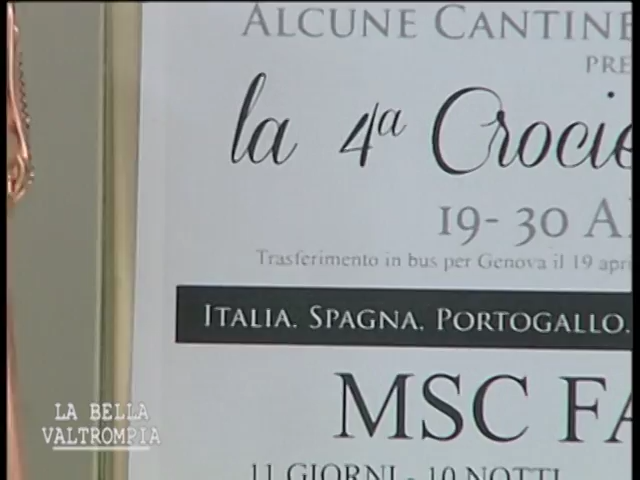 ALCUNE CANTINE
PRE
la 4ª Crocie
19- 30 A
Trasferimento in bus per Genova il 19 apri
ITALIA. SPAGNA. PORTOGALLO.
MSC FA
11 GIORNI - 10 NOTTI
LA BELLA
VALTROMPIA